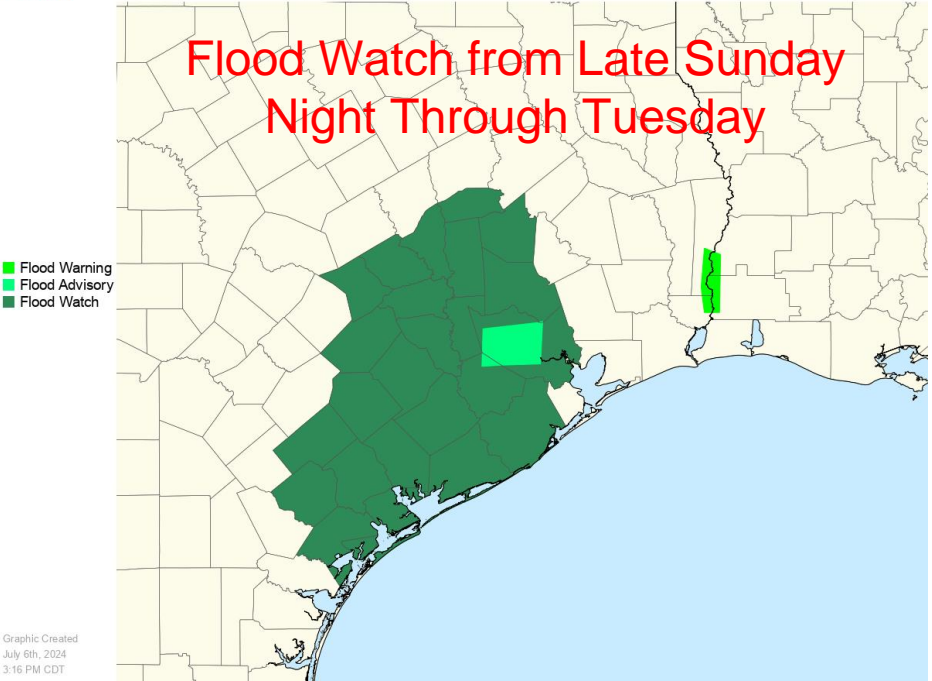 Flood Watch from Late Sunday
Night Through Tuesday
Flood Warning
Flood Advisory
Flood Watch
Graphic Created
July 6th, 2024
3:16 PM CDT